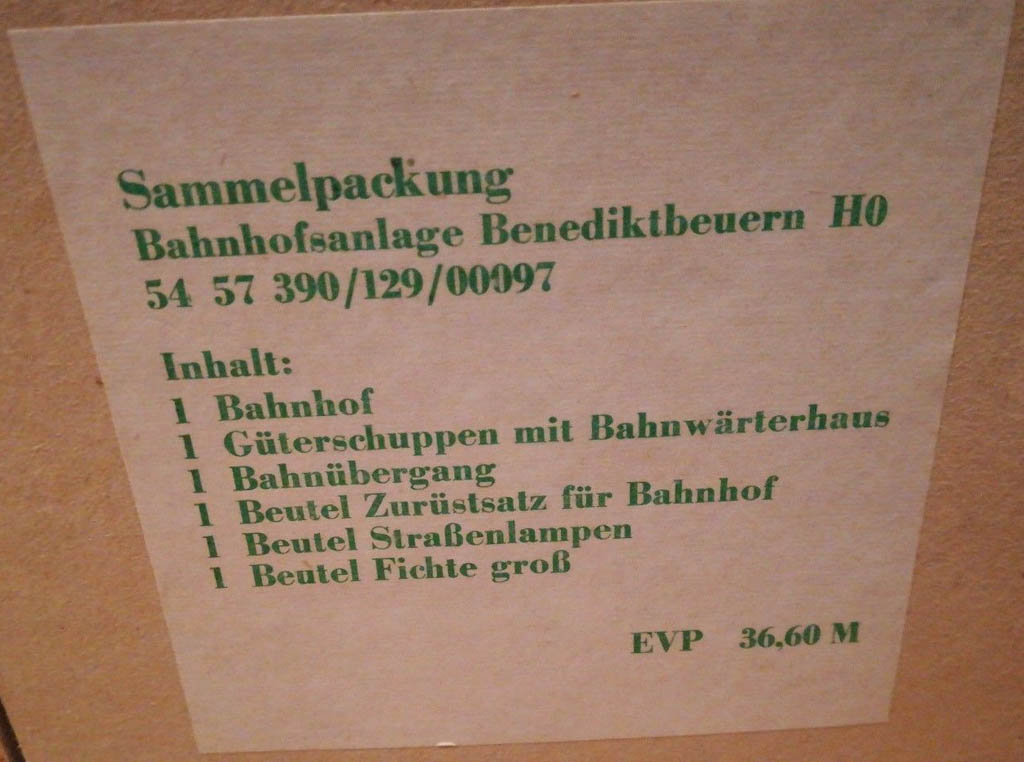 Sammelpackung
Bahnhofsanlage Benediktbeuern H0
54 57 390/129/00097
Inhalt:
1 Bahnhof
1 Güterschuppen mit Bahnwärterhaus
1 Bahnübergang
1 Beutel Zurüstsatz für Bahnhof
1 Beutel Straßenlampen
1 Beutel Fichte groß
EVP 36,60 M